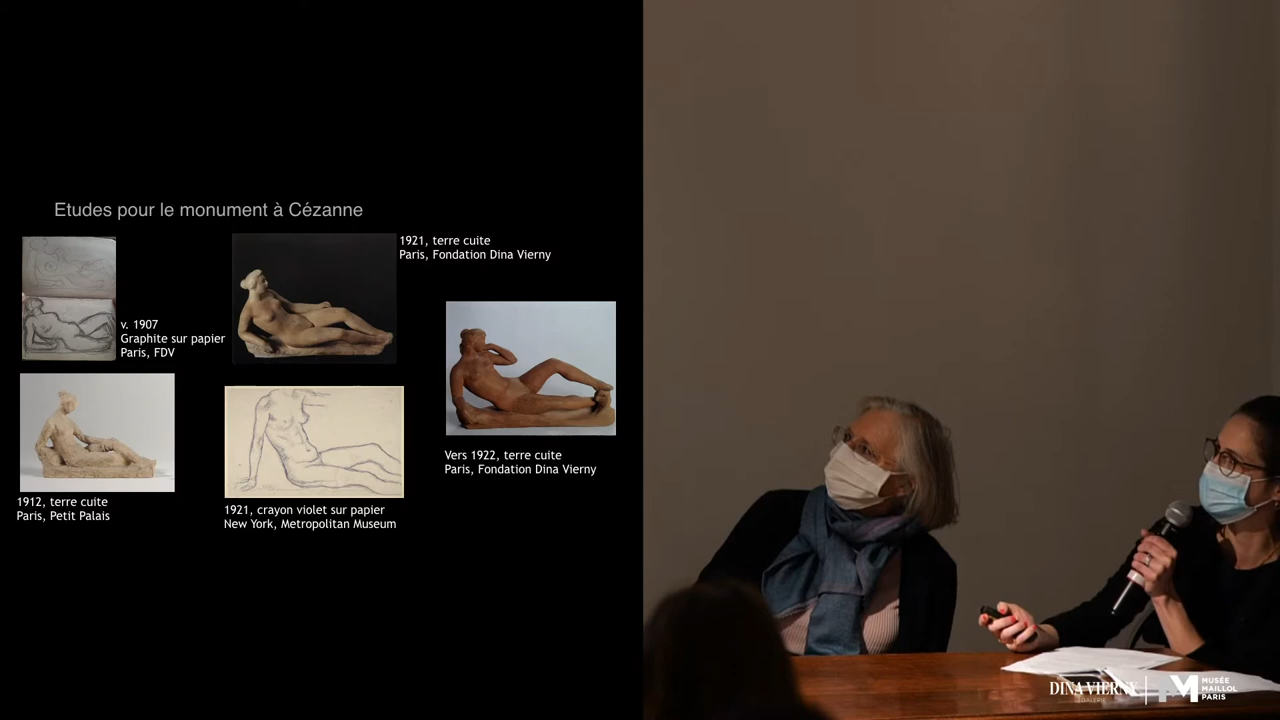 Etudes pour le monument à Cézanne
1921, terre cuite
Paris, Fondation Dina Vierny
v. 1907
Graphite sur papier
Paris, FDV
Vers 1922, terre cuite
Paris, Fondation Dina Vierny
1912, terre cuite
Paris, Petit Palais
1921, crayon violet sur papier
New York, Metropolitan Museum
DINA VIERNY
GALERIE
MUSÉE
MAILLOL
PARIS